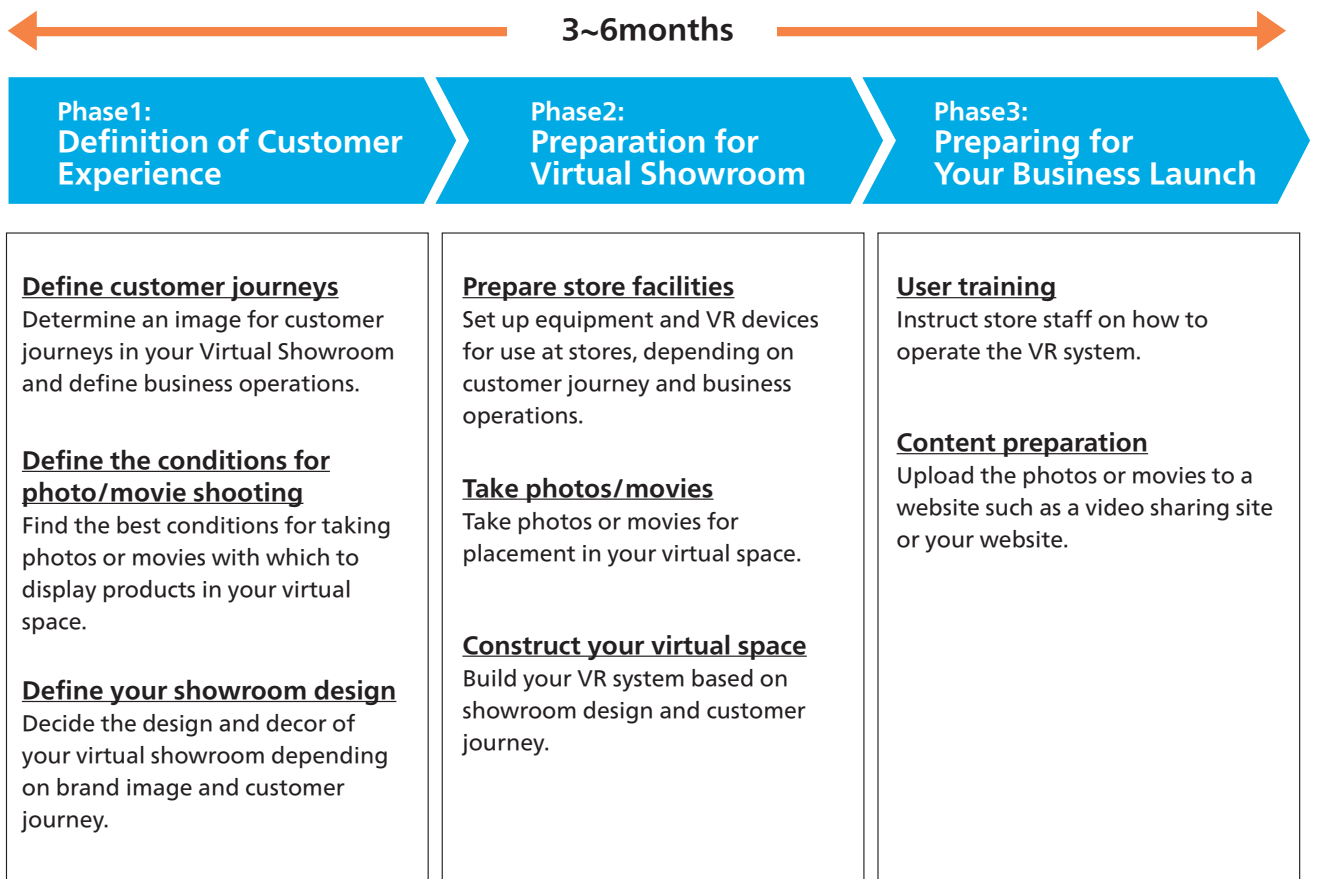 3~6months
Phase1:
Definition of Customer
Experience
Phase2:
Preparation for
Virtual Showroom
Phase3:
Preparing for
Your Business Launch
Define customer journeys
Determine an image for customer
journeys in your Virtual Showroom
and define business operations.
Define the conditions for
photo/movie shooting
Find the best conditions for taking
photos or movies with which to
display products in your virtual
space.
Define your showroom design
Decide the design and decor of
your virtual showroom depending
on brand image and customer
journey.
Prepare store facilities
Set up equipment and VR devices
for use at stores, depending on
customer journey and business
operations.
Take photos/movies
Take photos or movies for
placement in your virtual space.
Construct your virtual space
Build your VR system based on
showroom design and customer
journey.
User training
Instruct store staff on how to
operate the VR system.
Content preparation
Upload the photos or movies to a
website such as a video sharing site
or your website.